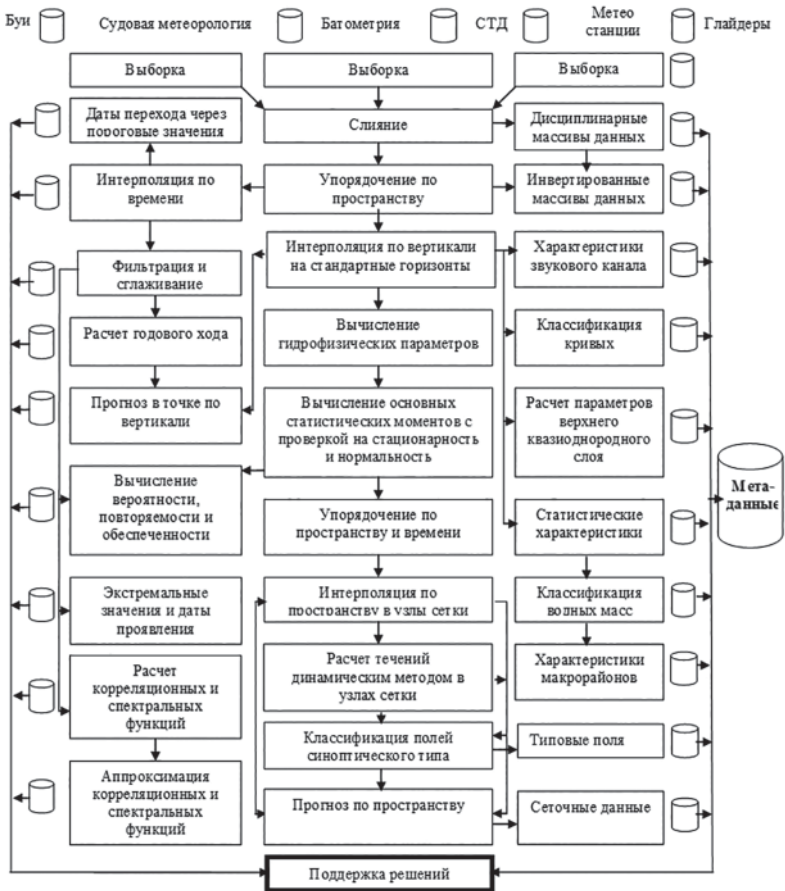 Буи
Судовая метеорология
Батометрия
СТД
Метео
станции
Глайдеры
Выборка
Выборка
Выборка
Даты перехода через
пороговые значения
Слияние
Дисциплинарные
массивы данных
Интерполяция по
времени
Упорядочение по
пространству
Инвертированные
массивы данных
Фильтрация и
сглаживание
Интерполяция по вертикали
на стандартные горизонты
Характеристики
звукового канала
Расчет годового хода
Вычисление
гидрофизических параметров
Классификация
кривых
Прогноз в точке по
вертикали
Вычисление основных
статистических моментов с
проверкой на стационарность
и нормальность
Расчет параметров
верхнего
квазиоднородного
слоя
Мета-
данные
Вычисление
вероятности,
повторяемости и
обеспеченности
Упорядочение по
пространству и времени
Статистические
характеристики
Экстремальные
значения и даты
проявления
Интерполяция по
пространству в узлы сетки
Классификация
водных масс
Расчет
корреляционных и
спектральных
функций
Расчет течений
динамическим методом в
узлах сетки
Характеристики
макрорайонов
Классификация полей
синоптического типа
Типовые поля
Аппроксимация
корреляционных и
спектральных
функций
Прогноз по пространству
Сеточные данные
Поддержка решений